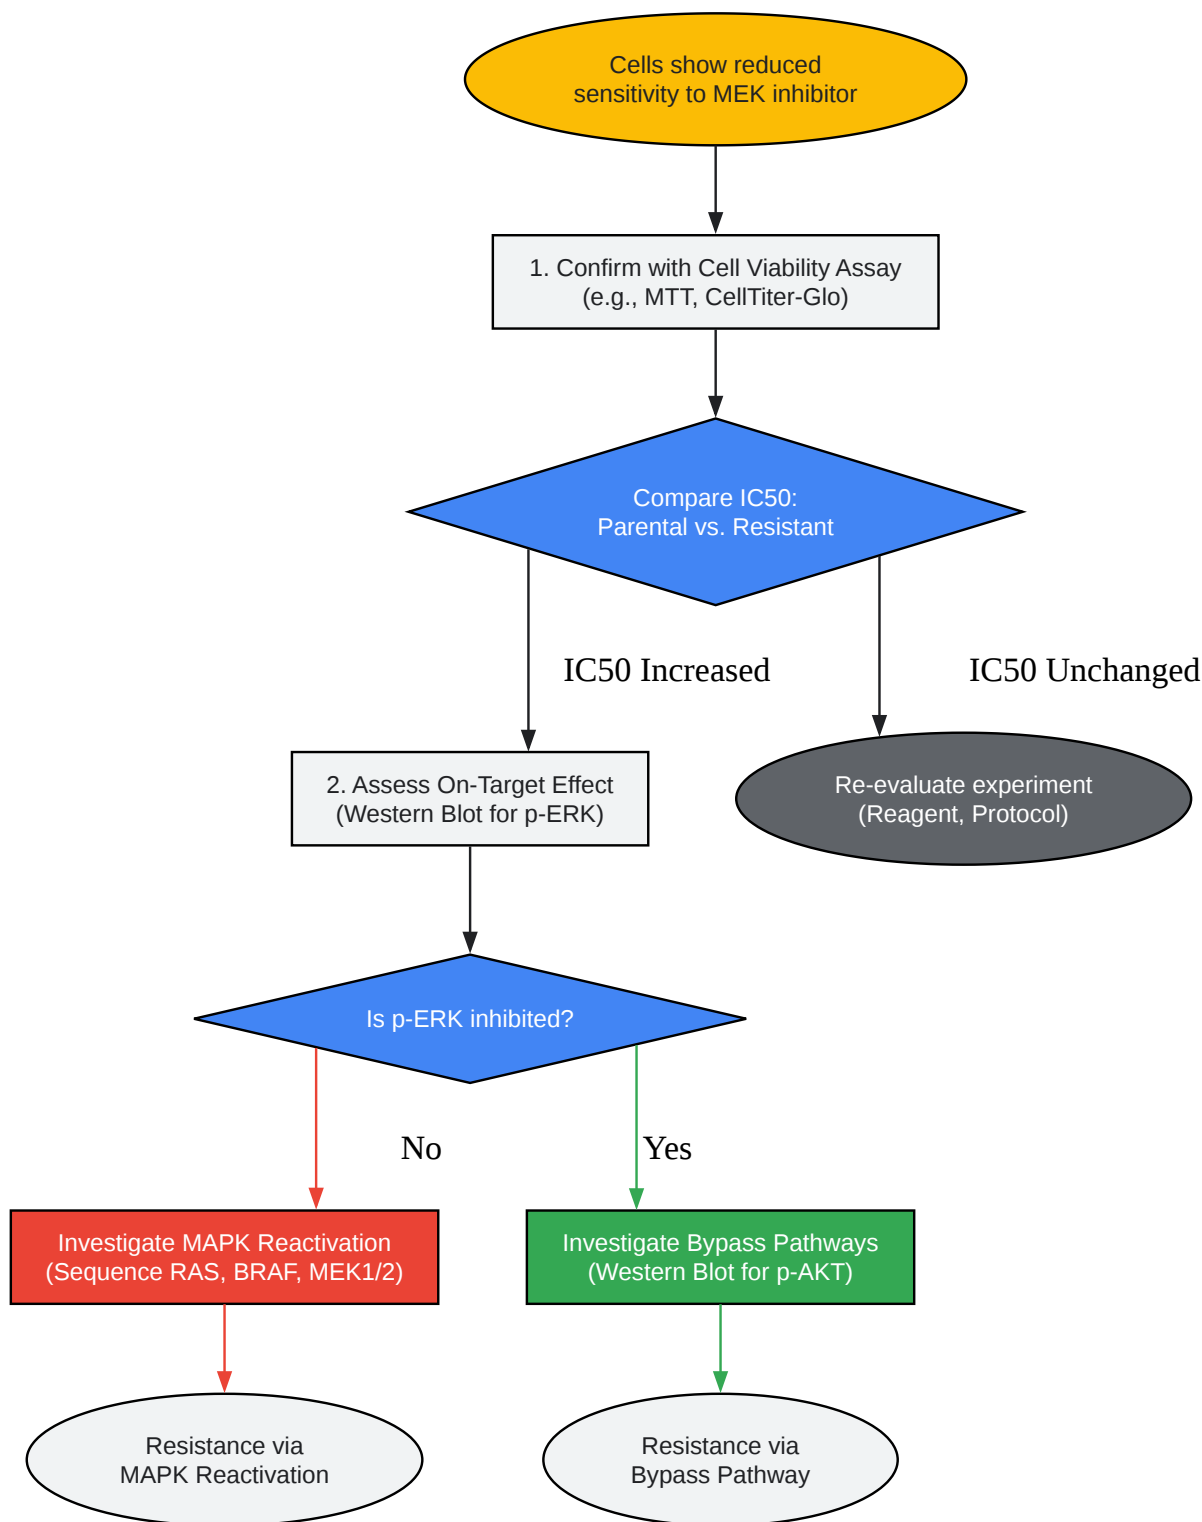 Cells show reduced
sensitivity to MEK inhibitor
1. Confirm with Cell Viability Assay
(e.g., MTT, CellTiter-Glo)
Compare IC50:
Parental vs. Resistant
IC50 Increased
IC50 Unchanged
2. Assess On-Target Effect
(Western Blot for p-ERK)
Re-evaluate experiment
(Reagent, Protocol)
Is p-ERK inhibited?
No
Yes
Investigate MAPK Reactivation
(Sequence RAS, BRAF, MEK1/2)
Investigate Bypass Pathways
(Western Blot for p-AKT)
Resistance via
MAPK Reactivation
Resistance via
Bypass Pathway